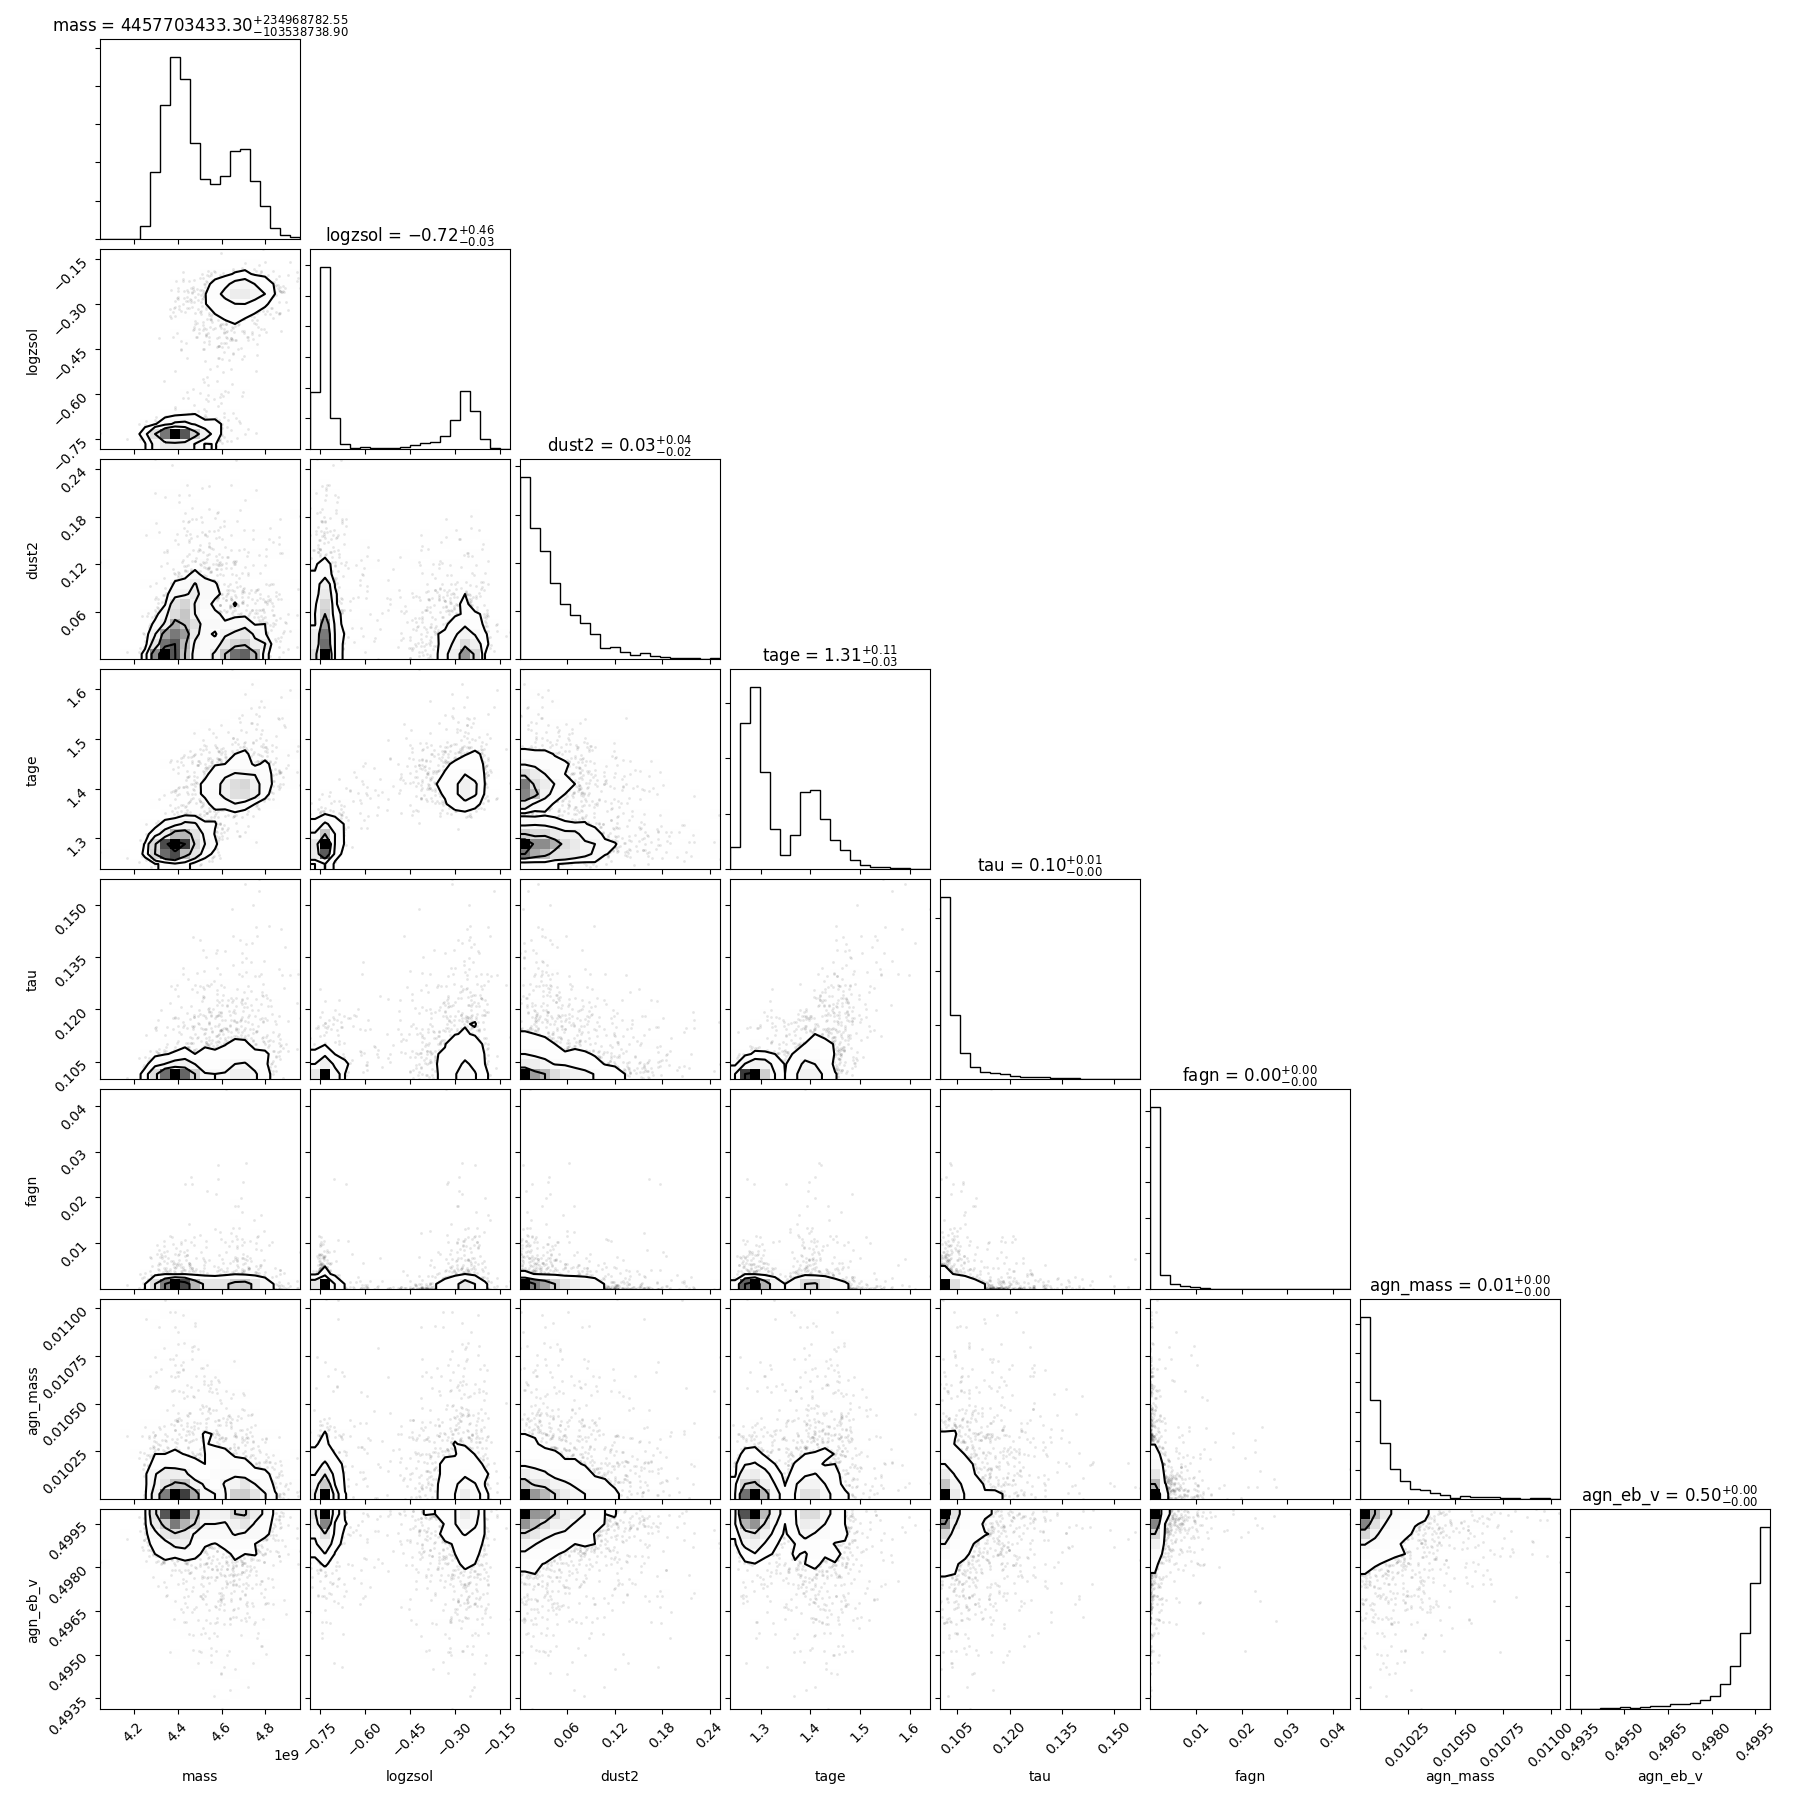 mass = 4457703433.30+234968782.55−103538738.90
logzsol = −0.72+0.46−0.03
−0.15
−0.30
−0.45
−0.60
−0.75
logzsol
dust2 = 0.03+0.04−0.02
0.24
0.18
0.12
0.06
dust2
tage = 1.31+0.11−0.03
1.6
1.5
1.4
1.3
tage
tau = 0.10+0.01−0.00
0.150
0.135
0.120
0.105
tau
fagn = 0.00+0.00−0.00
0.04
0.03
0.02
0.01
fagn
agn_mass = 0.01+0.00−0.00
0.01100
0.01075
0.01050
0.01025
agn_mass
agn_eb_v = 0.50+0.00−0.00
0.4995
0.4980
0.4965
0.4950
0.4935
agn_eb_v
4.2 4.4 4.6 4.8 −0.75 −0.60 −0.45 −0.30 −0.15 0.06 0.12 0.18 0.24 1.3 1.4 1.5 1.6 0.105 0.120 0.135 0.150 0.01 0.02 0.03 0.04 0.01025 0.01050 0.01075 0.01100 0.4935 0.4950 0.4965 0.4980 0.4995
1e9
mass logzsol dust2 tage tau fagn agn_mass agn_eb_v